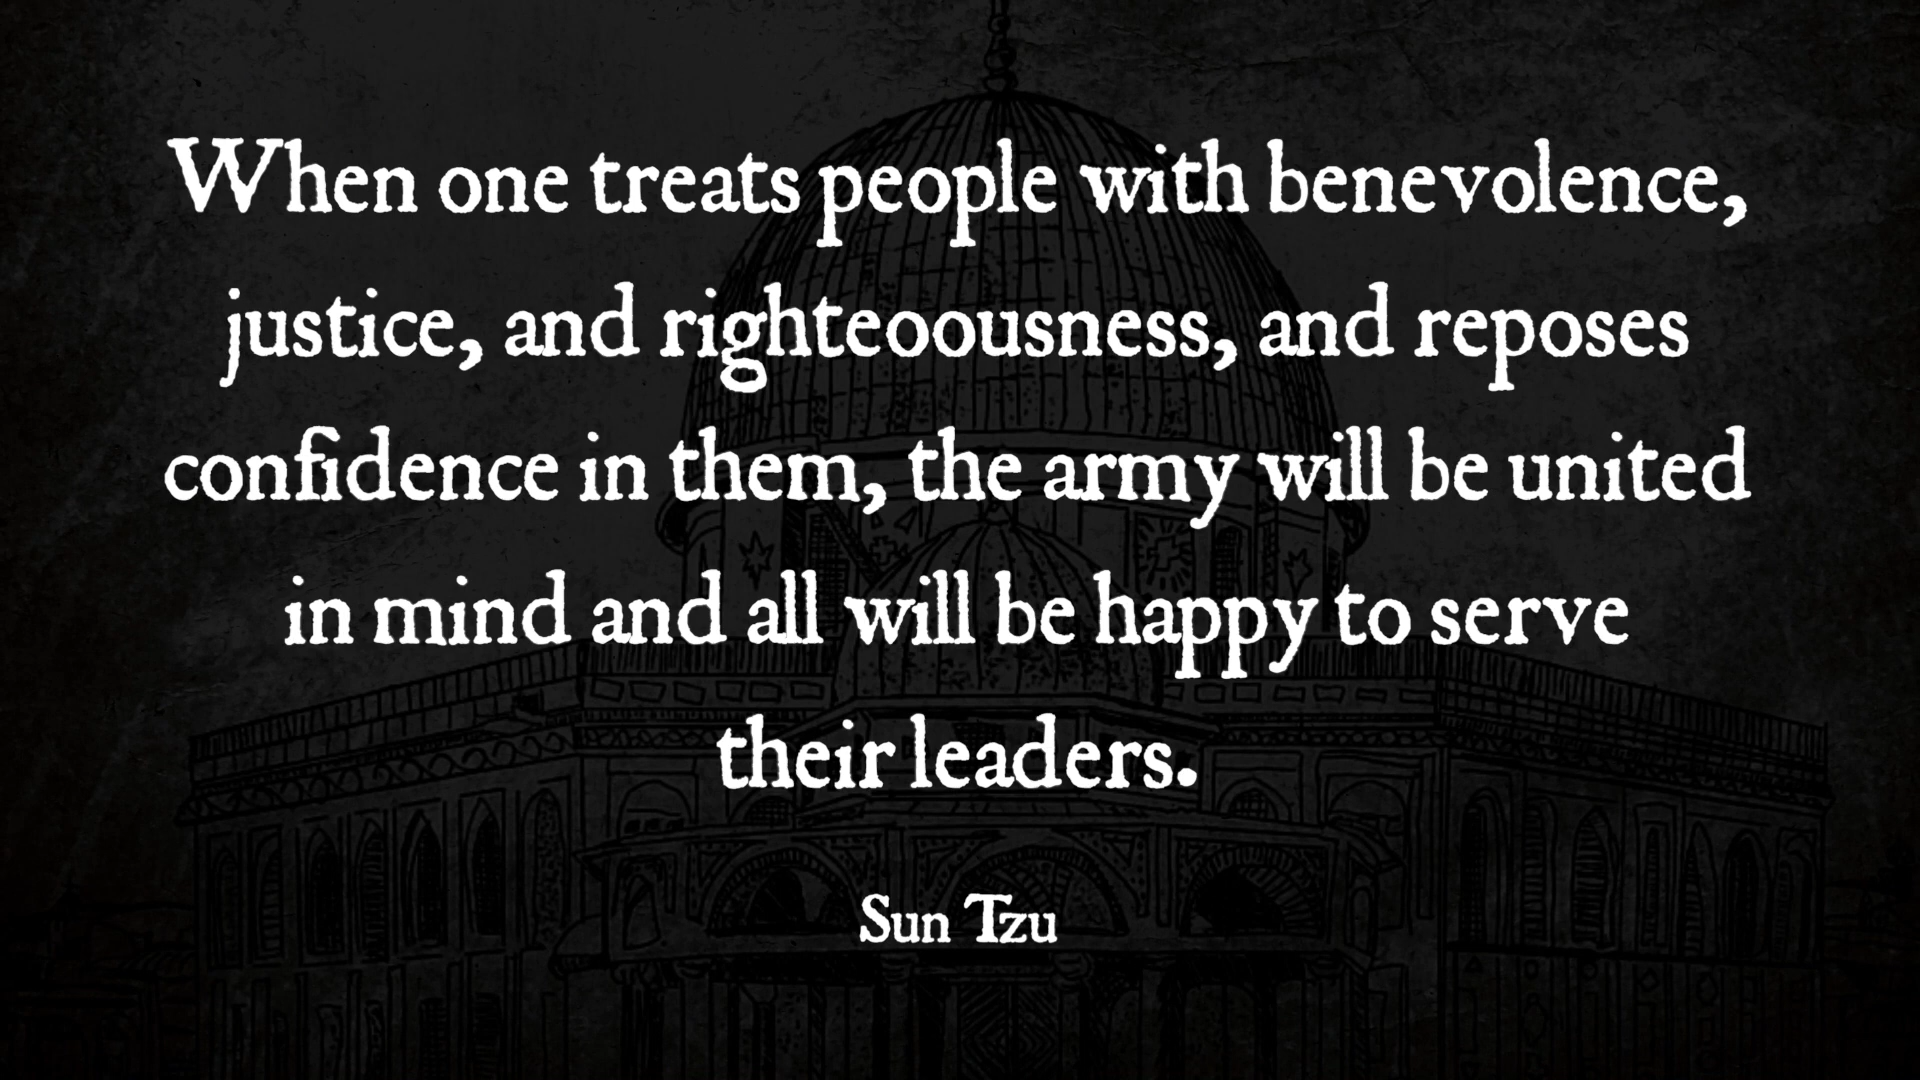 When one treats people with benevolence,
justice, and righteoousness, and reposes
confidence in them, the army will be united
in mind and all will be happy to serve
their leaders.
Sun Tzu